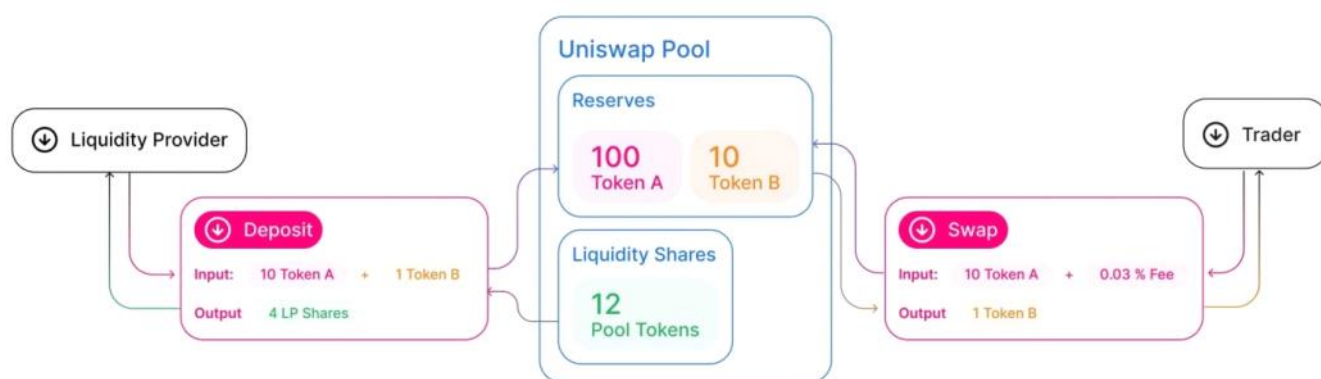 Uniswap Pool
Reserves
100
Token A
10
Token B
Liquidity Provider
Trader
Deposit
Input: 10 Token A + 1 Token B
Output 4 LP Shares
Liquidity Shares
12
Pool Tokens
Swap
Input: 10 Token A + 0.03 % Fee
Output 1 Token B